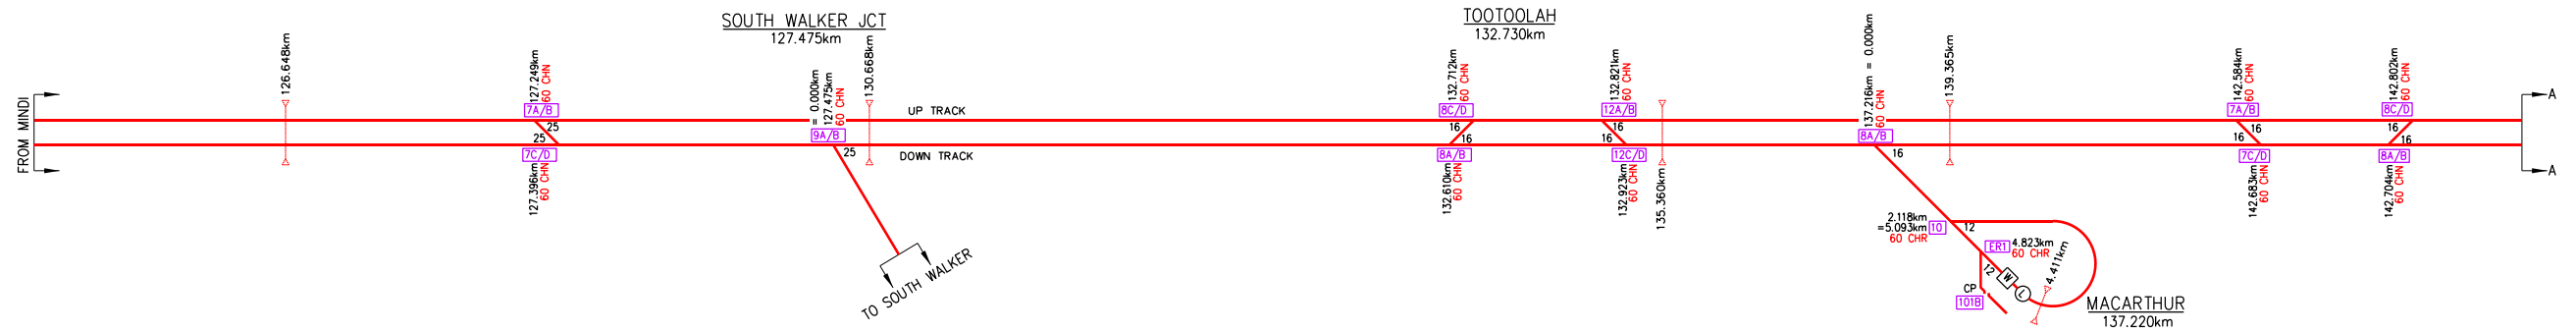 SOUTH WALKER JCT
127.475km
TOOTOOLAH
132.730km
FROM MINDI
126.648km
127.249km
60 CHN
7A/B
25
25
7C/D
127.396km
60 CHN
= 0.000km
127.475km
60 CHN
9A/B
25
130.668km
UP TRACK
DOWN TRACK
TO SOUTH WALKER
132.712km
60 CHN
8C/D
16
16
8A/B
132.610km
60 CHN
132.821km
60 CHN
12A/B
16
16
12C/D
132.923km
60 CHN
135.360km
137.216km = 0.000km
60 CHN
8A/B
16
139.365km
142.584km
60 CHN
7A/B
16
16
7C/D
142.683km
60 CHN
142.802km
60 CHN
8C/D
16
16
8A/B
142.704km
60 CHN
A
A
2.118km
=5.093km
60 CHR
10
12
ER1
4.823km
60 CHR
12
W
L
4.411km
CP
101B
MACARTHUR
137.220km